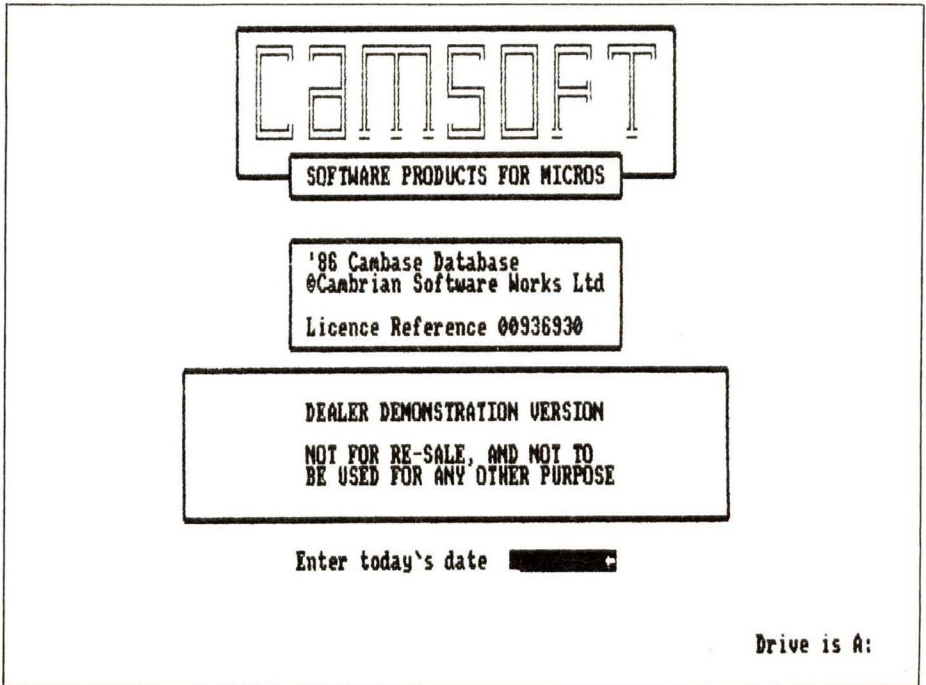 CAMSOFT
SOFTWARE PRODUCTS FOR MICROS
'86 Cambase Database
@Cambrian Software Works Ltd
Licence Reference 00936930
DEALER DEMONSTRATION VERSION
NOT FOR RE-SALE, AND NOT TO
BE USED FOR ANY OTHER PURPOSE
Enter today`s date
Drive is A: